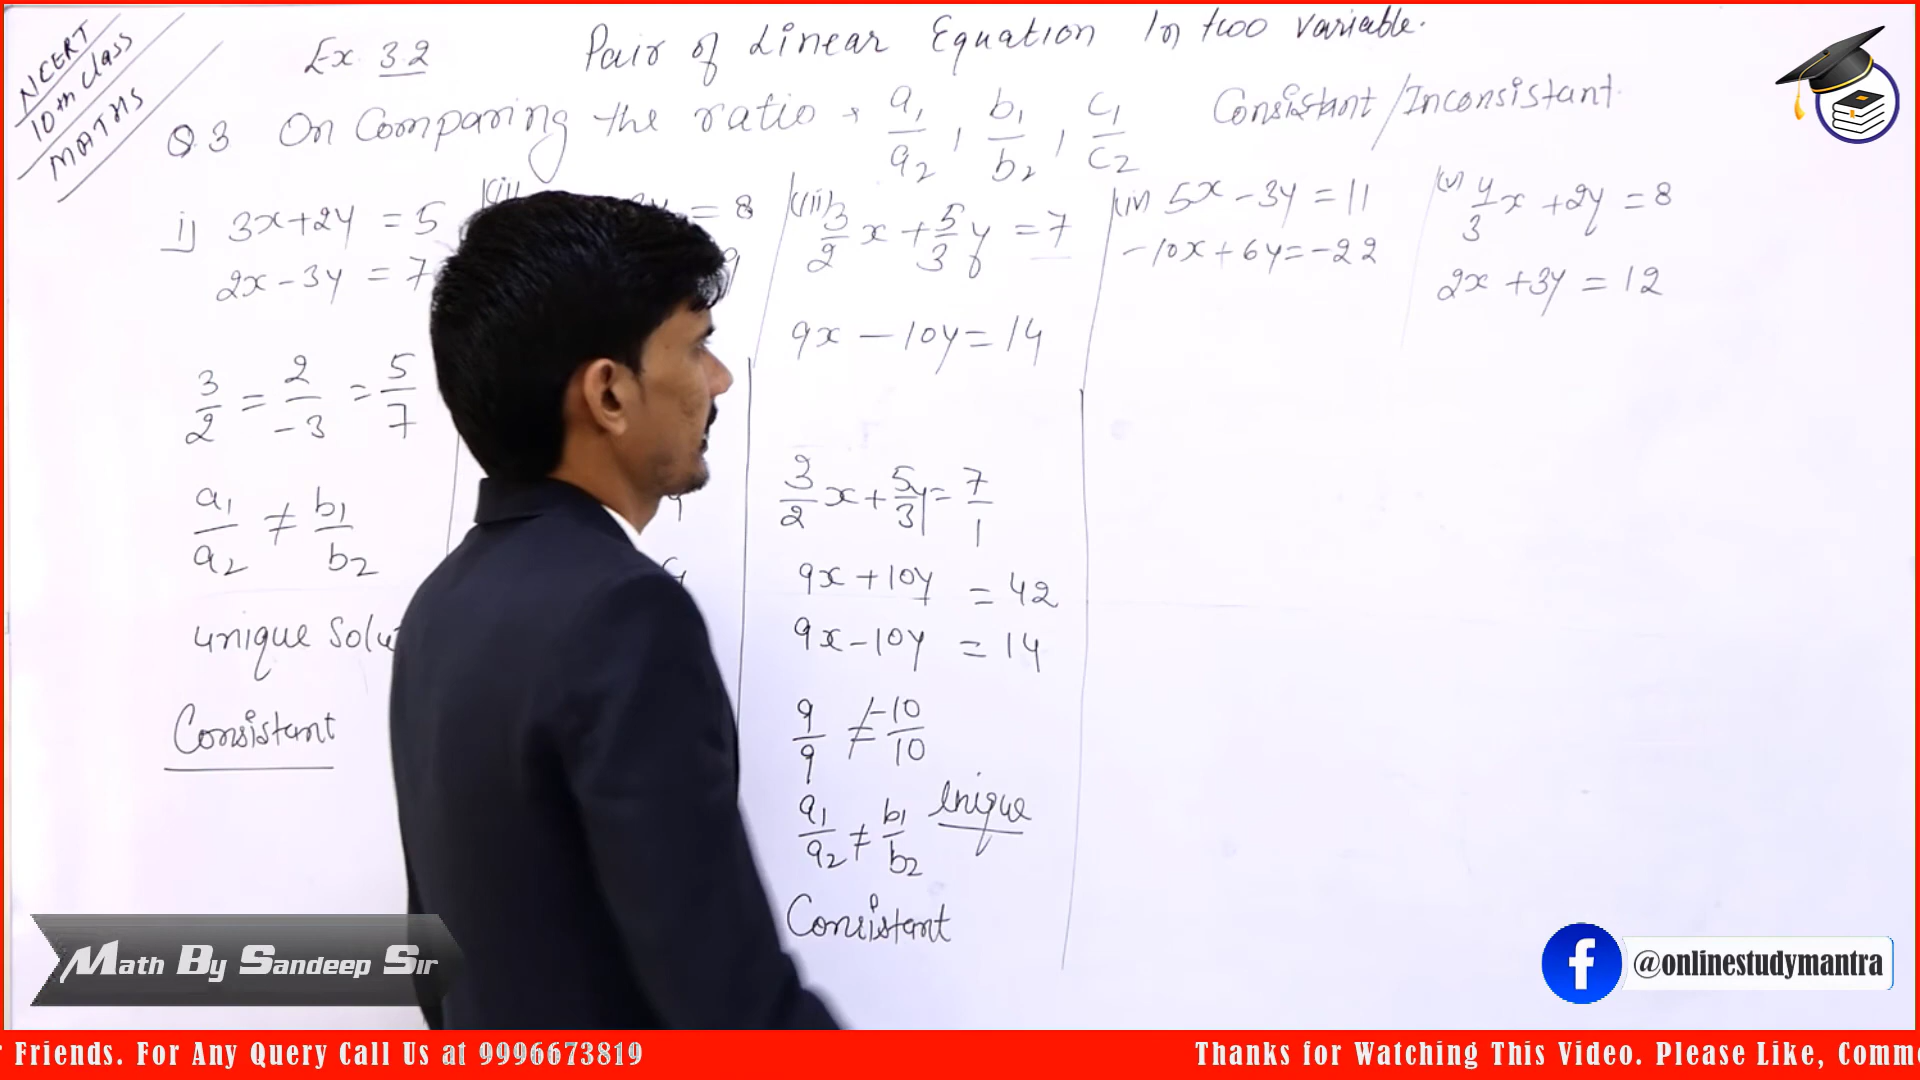 NCERT
10th class
MATHS
Ex. 3.2
Pair of Linear Equation In two variable.
Q 3 On Comparing the ratio, a₁/a₂, b₁/b₂, c₁/c₂ Consistant/Inconsistant.
i) 3x+2y = 5
2x-3y = 7
3/2 = 2/-3 = 5/7
a₁/a₂ ≠ b₁/b₂
unique Solu
Consistant
(ii)
= 8
9
(iii) 3/2 x + 5/3 y = 7
9x - 10y = 14
3/2 x + 5/3 y = 7/1
9x + 10y = 42
9x - 10y = 14
9/9 ≠ -10/10
a₁/a₂ ≠ b₁/b₂ Unique
Consistant
(iv) 5x - 3y = 11
-10x + 6y = -22
(v) 4/3 x + 2y = 8
2x + 3y = 12
Math By Sandeep Sir
@onlinestudymantra
Friends. For Any Query Call Us at 9996673819
Thanks for Watching This Video. Please Like, Comm